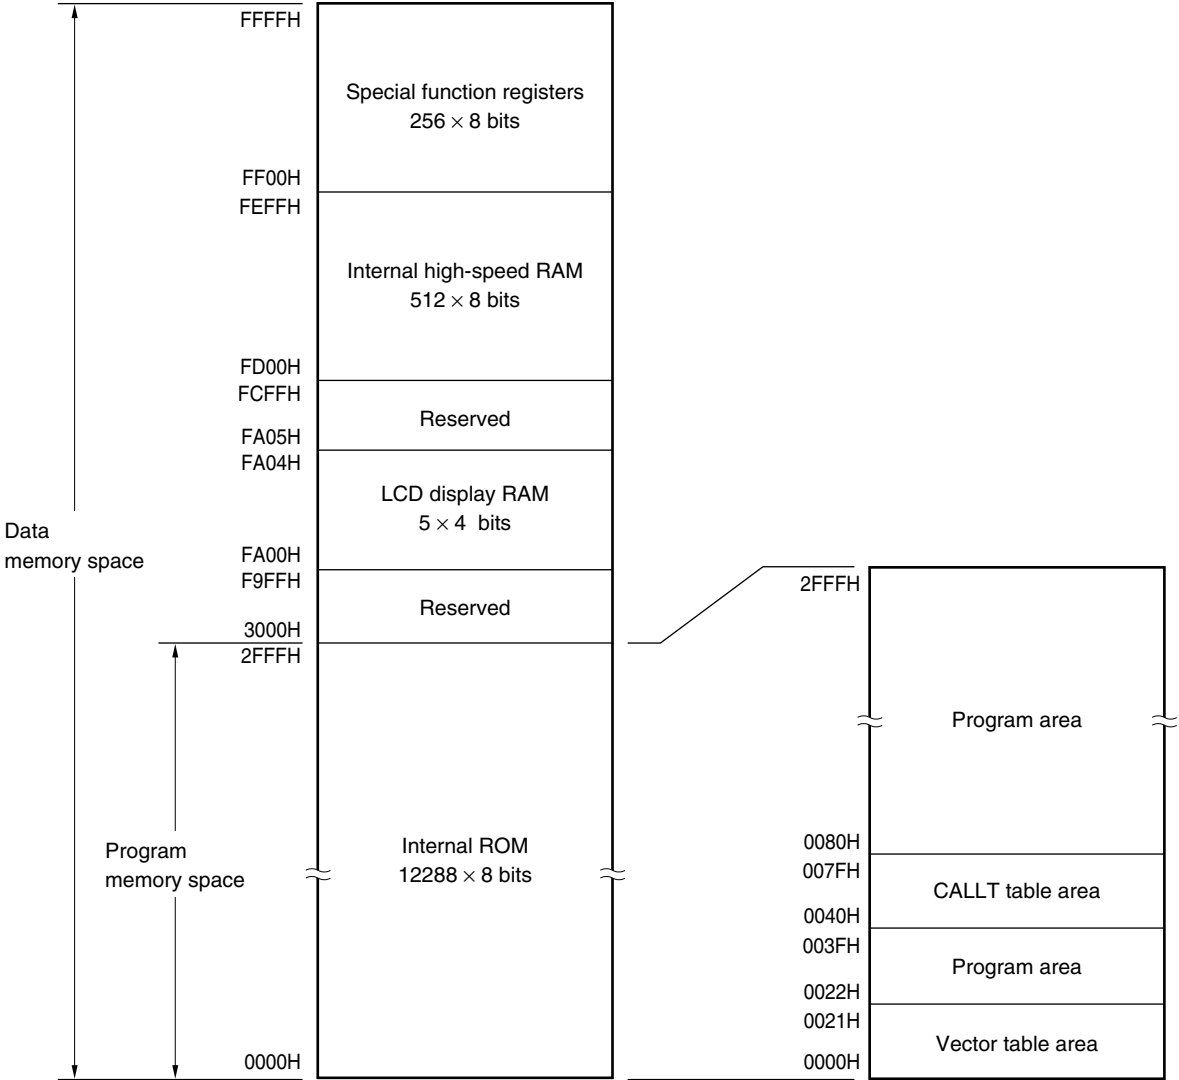 FFFFH
Special function registers
256 × 8 bits
FF00H
FEFFH
Internal high-speed RAM
512 × 8 bits
FD00H
FCFFH
Reserved
FA05H
FA04H
LCD display RAM
5 × 4 bits
FA00H
F9FFH
Reserved
3000H
2FFFH
Data
memory space
Program
memory space
Internal ROM
12288 × 8 bits
0000H
2FFFH
Program area
0080H
007FH
CALLT table area
0040H
003FH
Program area
0022H
0021H
Vector table area
0000H